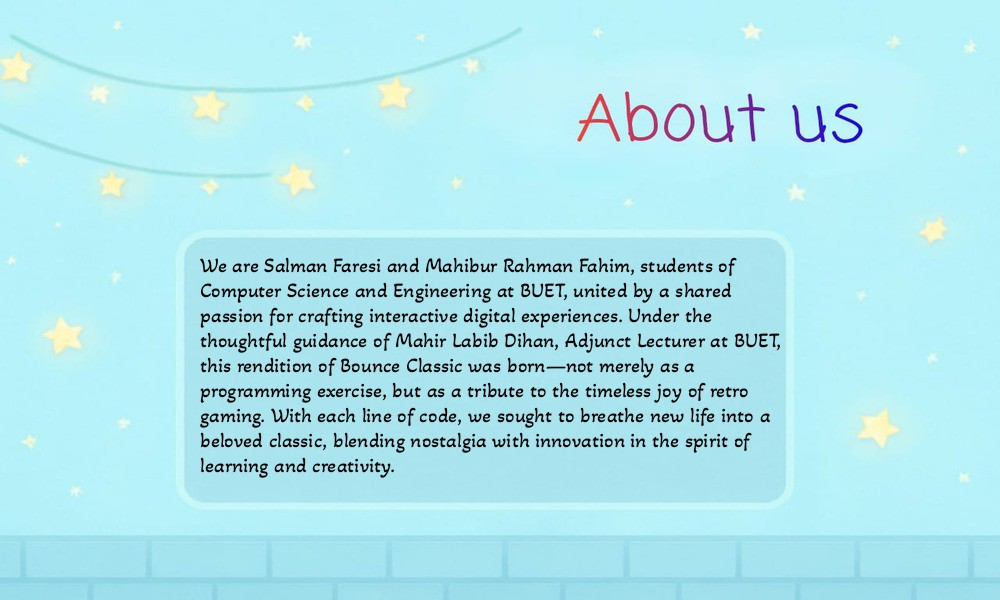 About us
We are Salman Faresi and Mahibur Rahman Fahim, students of
Computer Science and Engineering at BUET, united by a shared
passion for crafting interactive digital experiences. Under the
thoughtful guidance of Mahir Labib Dihan, Adjunct Lecturer at BUET,
this rendition of Bounce Classic was born—not merely as a
programming exercise, but as a tribute to the timeless joy of retro
gaming. With each line of code, we sought to breathe new life into a
beloved classic, blending nostalgia with innovation in the spirit of
learning and creativity.